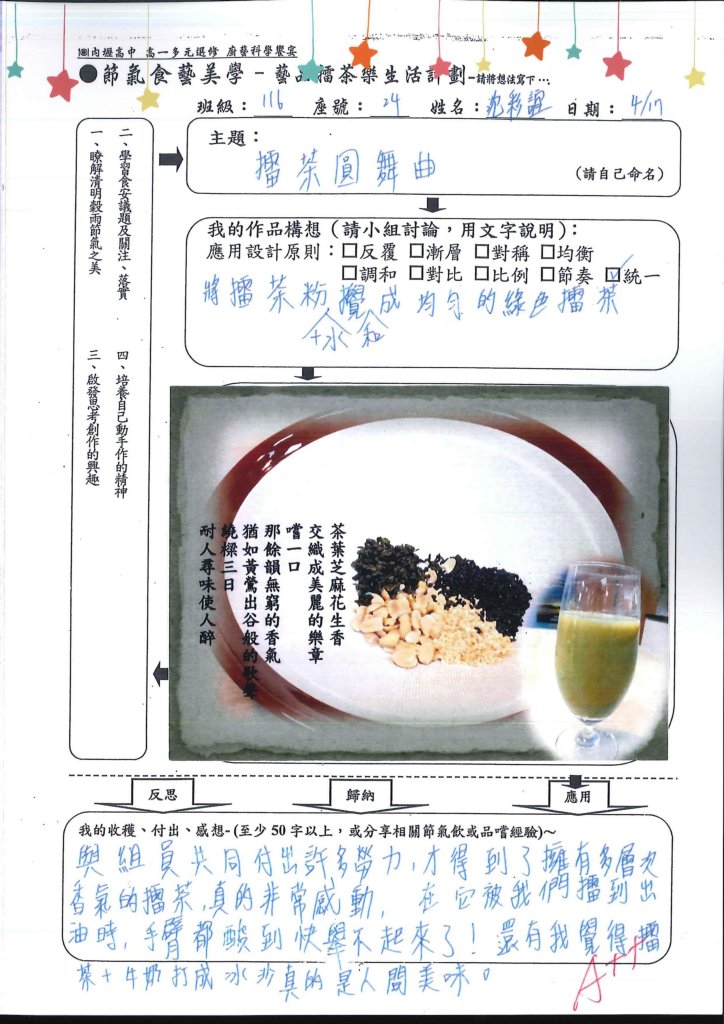 內壢高中 高一多元選修 廚藝科學饗宴
●節氣食藝美學－藝品擂茶樂生活計劃-請將想法寫下…
班級：116 座號：24 姓名： 日期：4/17
一、瞭解清明穀雨節氣之美
二、學習食安議題及關注、落實
三、啟發思考創作的興趣
四、培養自己動手作的精神
主題：
擂茶圓舞曲
(請自己命名)
我的作品構想（請小組討論，用文字說明）：
應用設計原則：□反覆 □漸層 □對稱 □均衡
□調和 □對比 □比例 □節奏 ☑統一
將擂茶粉攪成均勻的綠色擂茶
+水 和
茶葉芝麻花生香
交織成美麗的樂章
嚐一口
那餘韻無窮的香氣
猶如黃鶯出谷般的歌聲
繞樑三日
耐人尋味使人醉
反思 歸納 應用
我的收獲、付出、感想-(至少 50 字以上，或分享相關節氣飲或品嚐經驗)~
與組員共同付出許多勞力,才得到了擁有多層次
香氣的擂茶,真的非常感動, 在它被我們擂到出
油時,手臂都酸到快舉不起來了! 還有我覺得擂
茶+牛奶打成冰沙真的是人間美味。
A++